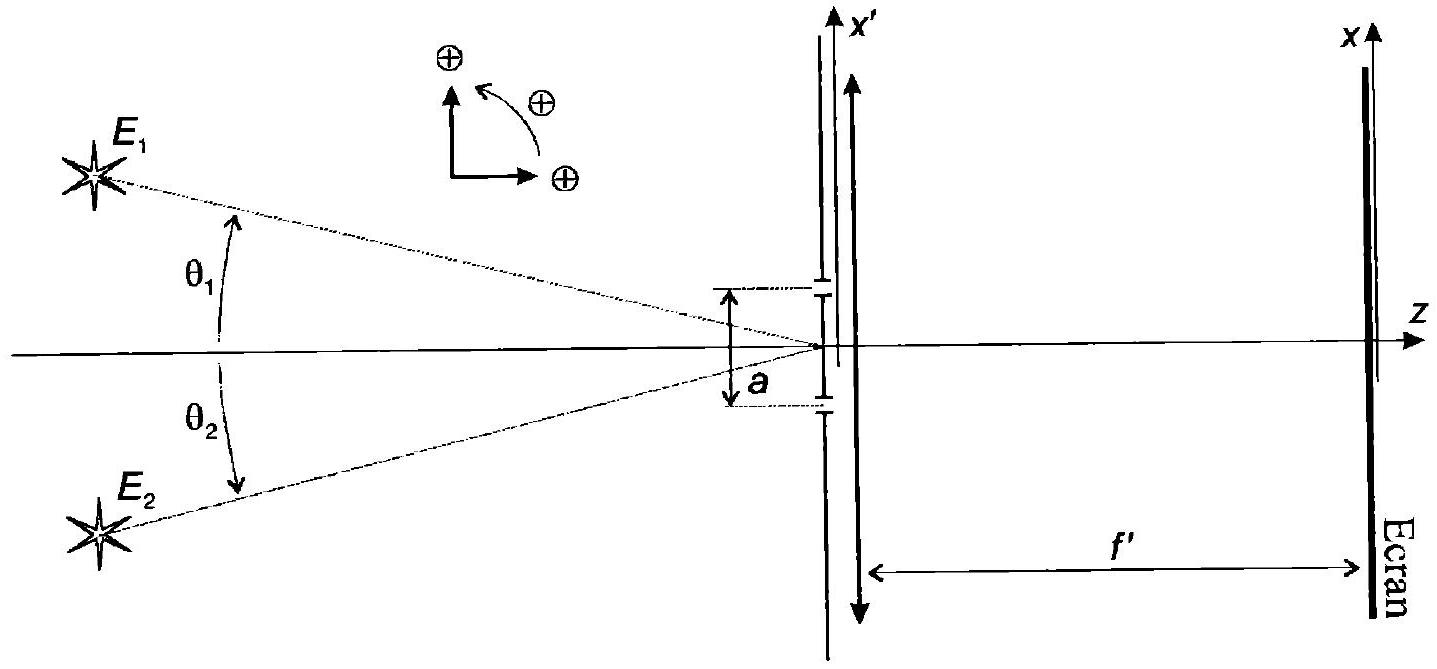 x'
x
⊕
⊕
E₁
⊕
θ₁
z
a
θ₂
E₂
f'
Ecran